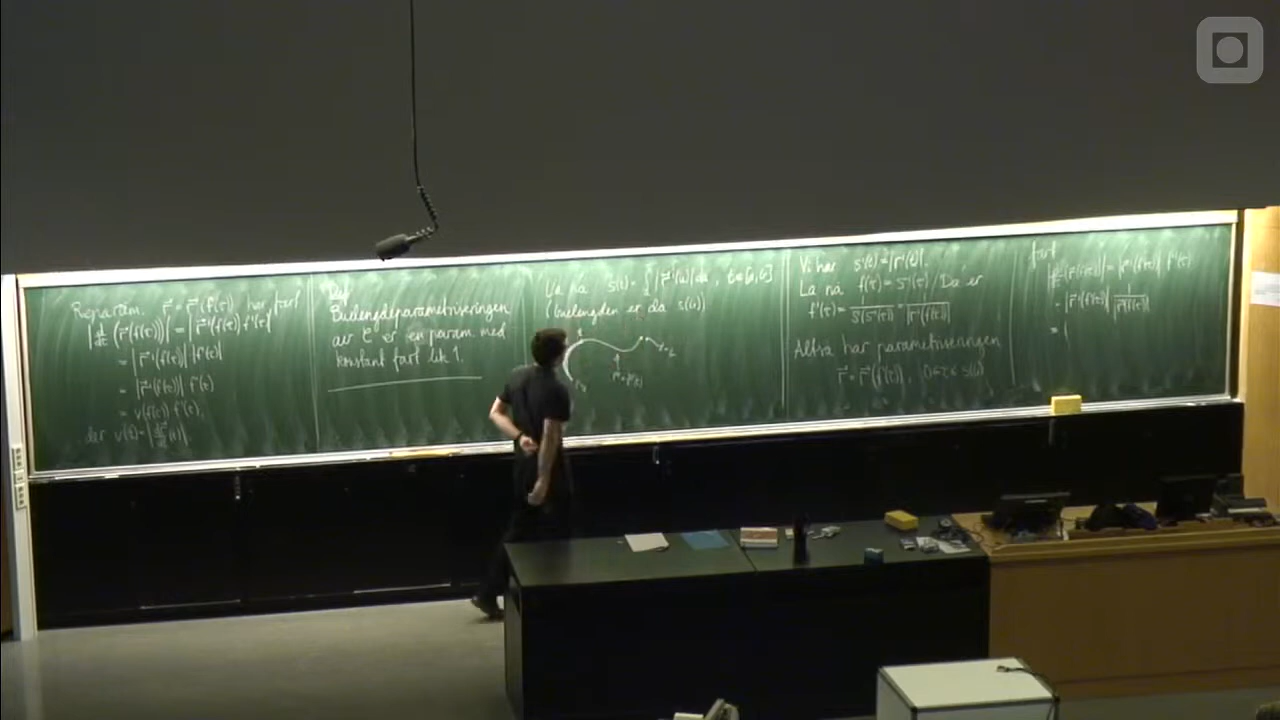 Reparam. r⃗ = r⃗(f(τ)) har fart
|d/dτ (r⃗(f(τ)))| = |r⃗'(f(τ)) f'(τ)|
= |r⃗'(f(τ))| |f'(τ)|
= |r⃗'(f(τ))| f'(τ)
= v(f(τ)) f'(τ),
der v(t) = |dr⃗/dt (t)|
Def
Buelengdeparametriseringen
av C er en param. med
konstant fart lik 1.
La nå s(t) = ∫ |r⃗'(u)| du, t∈[a,b]
(buelengden er da s(b))
Vi har s'(t) = |r⃗'(t)|.
La nå f(τ) = s⁻¹(τ). Da er
f'(τ) = 1/s'(s⁻¹(τ)) = 1/|r⃗'(f(τ))|
Altså har parametriseringen
r⃗ = r⃗(f(τ)), 0≤τ≤s(b)
fart
|d/dτ (r⃗(f(τ)))| = |r⃗'(f(τ))| f'(τ)
= |r⃗'(f(τ))| 1/|r⃗'(f(τ))|
= 1